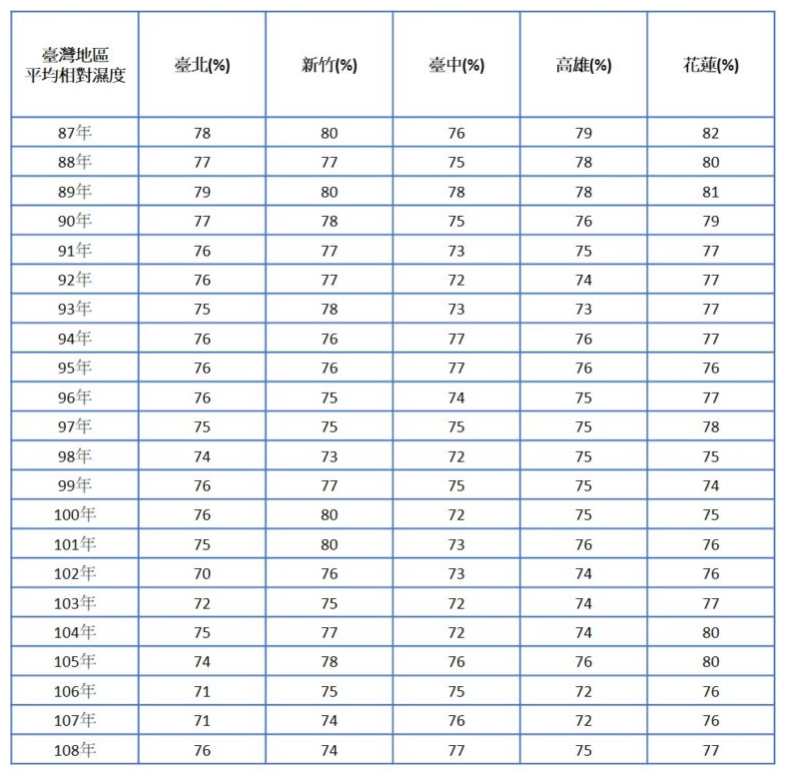 臺灣地區
平均相對濕度 臺北(%) 新竹(%) 臺中(%) 高雄(%) 花蓮(%)
87年 78 80 76 79 82
88年 77 77 75 78 80
89年 79 80 78 78 81
90年 77 78 75 76 79
91年 76 77 73 75 77
92年 76 77 72 74 77
93年 75 78 73 73 77
94年 76 76 77 76 77
95年 76 76 77 76 76
96年 76 75 74 75 77
97年 75 75 75 75 78
98年 74 73 72 75 75
99年 76 77 75 75 74
100年 76 80 72 75 75
101年 75 80 73 76 76
102年 70 76 73 74 76
103年 72 75 72 74 77
104年 75 77 72 74 80
105年 74 78 76 76 80
106年 71 75 75 72 76
107年 71 74 76 72 76
108年 76 74 77 75 77